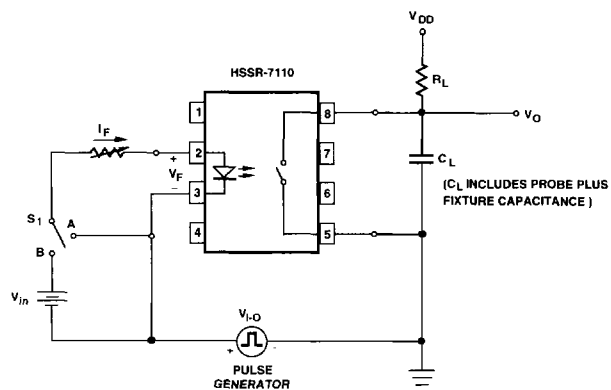 V_DD
HSSR-7110
R_L
1
8
V_O
I_F
+
2
7
C_L
V_F
(C_L INCLUDES PROBE PLUS
FIXTURE CAPACITANCE )
−
3
6
S_1
A
4
5
B
V_in
V_I-O
+
-
PULSE
GENERATOR